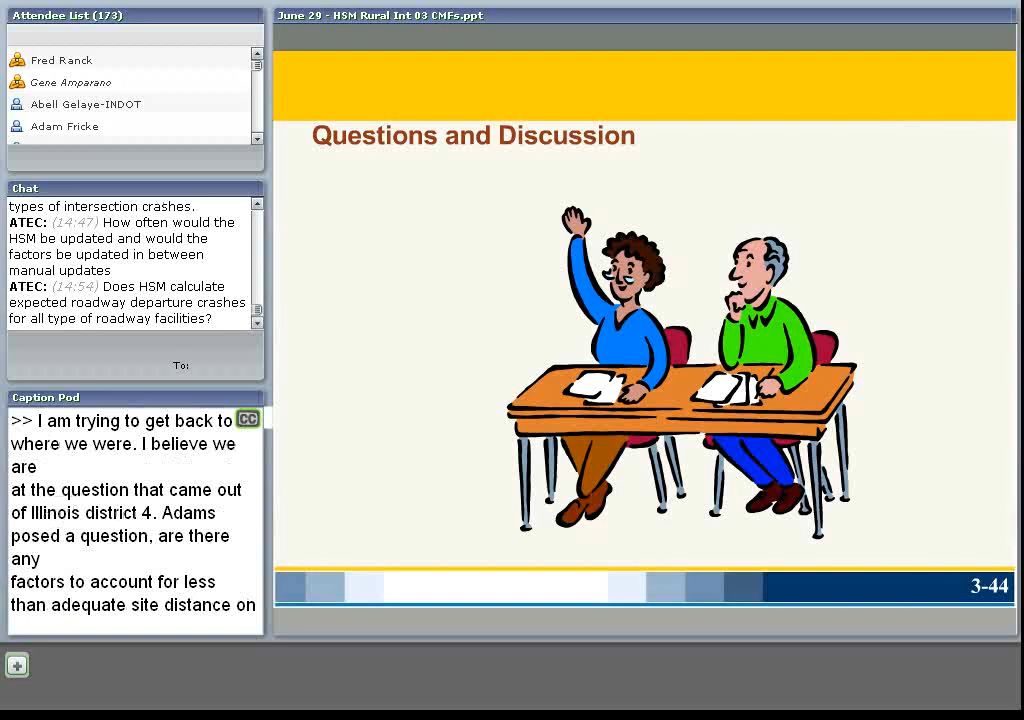 Attendee List (173)
Fred Ranck
Gene Amparano
Abell Gelaye-INDOT
Adam Fricke
Chat
types of intersection crashes.
ATEC: (14:47) How often would the
HSM be updated and would the
factors be updated in between
manual updates
ATEC: (14:54) Does HSM calculate
expected roadway departure crashes
for all type of roadway facilities?
To:
Caption Pod
>> I am trying to get back to
CC
where we were. I believe we
are
at the question that came out
of Illinois district 4. Adams
posed a question, are there
any
factors to account for less
than adequate site distance on
June 29 - HSM Rural Int 03 CMFs.ppt
Questions and Discussion
3-44